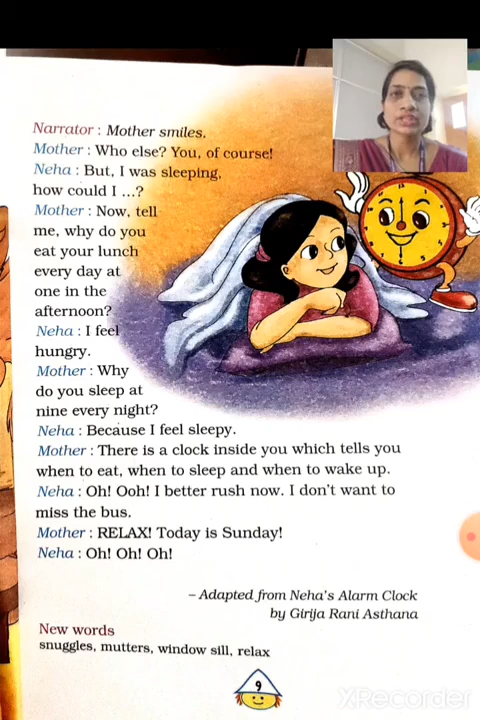 Narrator : Mother smiles.
Mother : Who else? You, of course!
Neha : But, I was sleeping,
how could I ...?
Mother : Now, tell
me, why do you
eat your lunch
every day at
one in the
afternoon?
Neha : I feel
hungry.
Mother : Why
do you sleep at
nine every night?
Neha : Because I feel sleepy.
Mother : There is a clock inside you which tells you
when to eat, when to sleep and when to wake up.
Neha : Oh! Ooh! I better rush now. I don't want to
miss the bus.
Mother : RELAX! Today is Sunday!
Neha : Oh! Oh! Oh!
– Adapted from Neha's Alarm Clock
by Girija Rani Asthana
New words
snuggles, mutters, window sill, relax
9
XRecorder